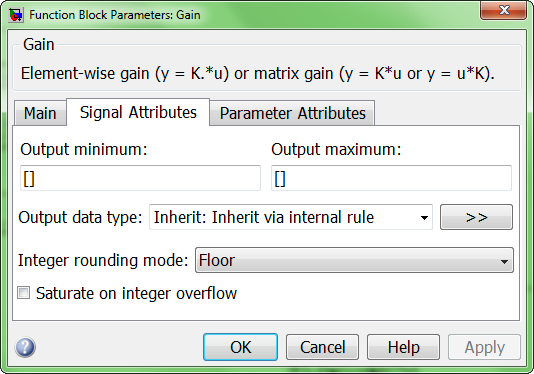 Function Block Parameters: Gain
Gain
Element-wise gain (y = K.*u) or matrix gain (y = K*u or y = u*K).
Main Signal Attributes Parameter Attributes
Output minimum: Output maximum:
[] []
Output data type: Inherit: Inherit via internal rule >>
Integer rounding mode: Floor
Saturate on integer overflow
? OK Cancel Help Apply